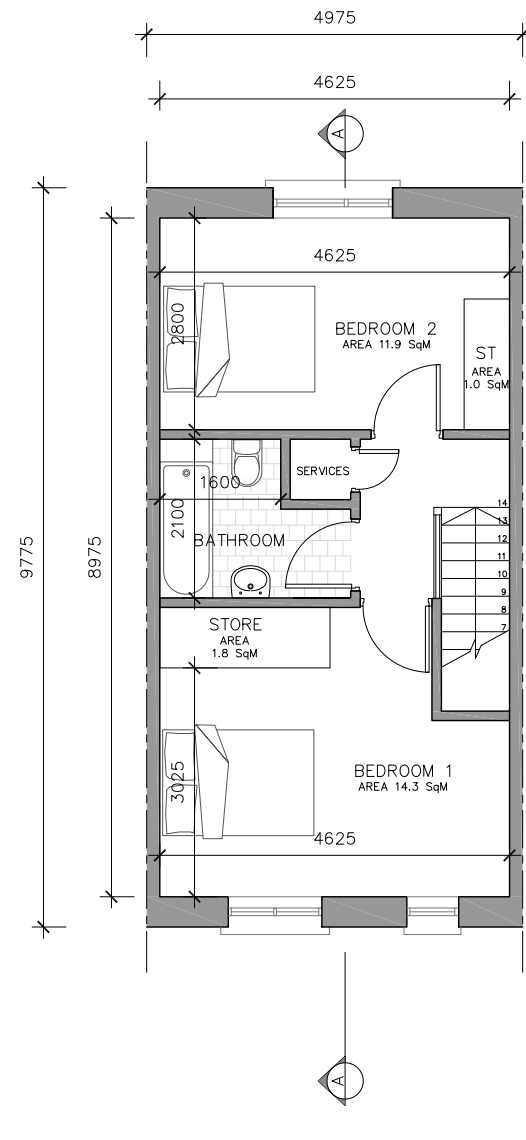 4975
4625
A
4625
2800
BEDROOM 2
AREA 11.9 SqM
ST
AREA
1.0 SqM
SERVICES
1600
2100
BATHROOM
14
13
12
11
10
9
8
7
9775
8975
STORE
AREA
1.8 SqM
3025
BEDROOM 1
AREA 14.3 SqM
4625
A